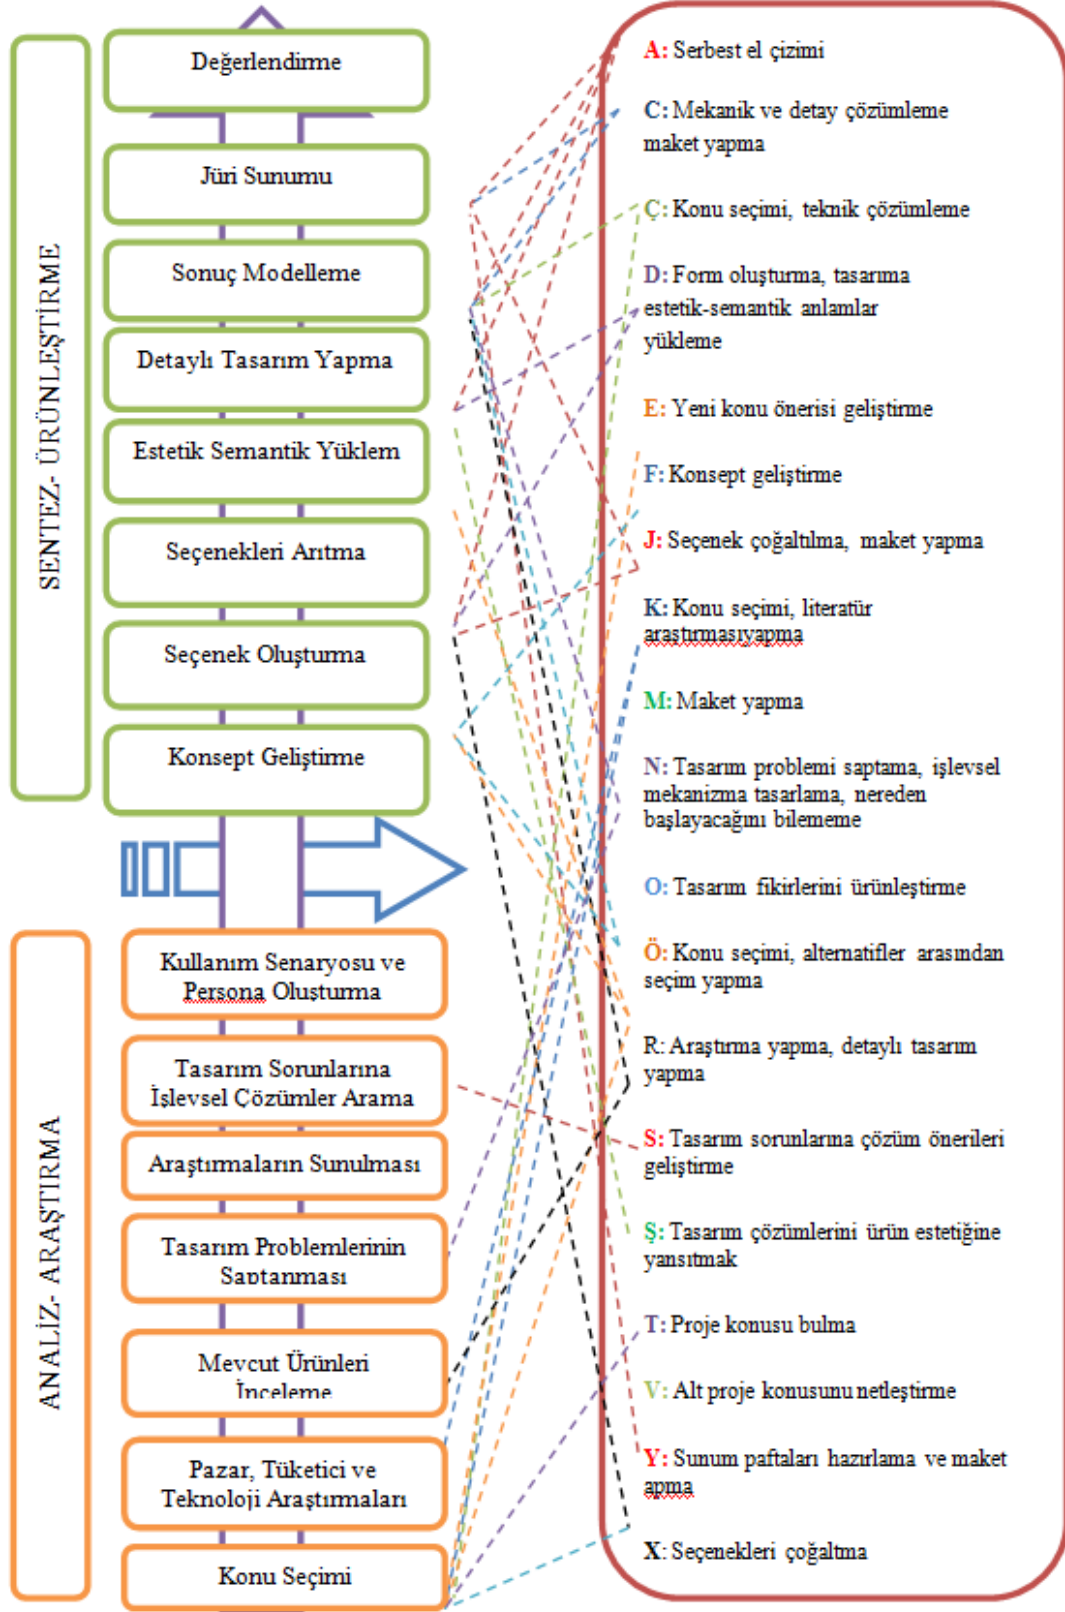 SENTEZ- ÜRÜNLEŞTİRME
Değerlendirme
Jüri Sunumu
Sonuç Modelleme
Detaylı Tasarım Yapma
Estetik Semantik Yüklem
Seçenekleri Arıtma
Seçenek Oluşturma
Konsept Geliştirme
ANALİZ- ARAŞTIRMA
Kullanım Senaryosu ve
Persona Oluşturma
Tasarım Sorunlarına
İşlevsel Çözümler Arama
Araştırmaların Sunulması
Tasarım Problemlerinin
Saptanması
Mevcut Ürünleri
İnceleme
Pazar, Tüketici ve
Teknoloji Araştırmaları
Konu Seçimi
A: Serbest el çizimi
C: Mekanik ve detay çözümleme
maket yapma
Ç: Konu seçimi, teknik çözümleme
D: Form oluşturma, tasarıma
estetik-semantik anlamlar
yükleme
E: Yeni konu önerisi geliştirme
F: Konsept geliştirme
J: Seçenek çoğaltılma, maket yapma
K: Konu seçimi, literatür
araştırmasıyapma
M: Maket yapma
N: Tasarım problemi saptama, işlevsel
mekanizma tasarlama, nereden
başlayacağını bilememe
O: Tasarım fikirlerini ürünleştirme
Ö: Konu seçimi, alternatifler arasından
seçim yapma
R: Araştırma yapma, detaylı tasarım
yapma
S: Tasarım sorunlarına çözüm önerileri
geliştirme
Ş: Tasarım çözümlerini ürün estetiğine
yansıtmak
T: Proje konusu bulma
V: Alt proje konusunu netleştirme
Y: Sunum paftaları hazırlama ve maket
apma
X: Seçenekleri çoğaltma